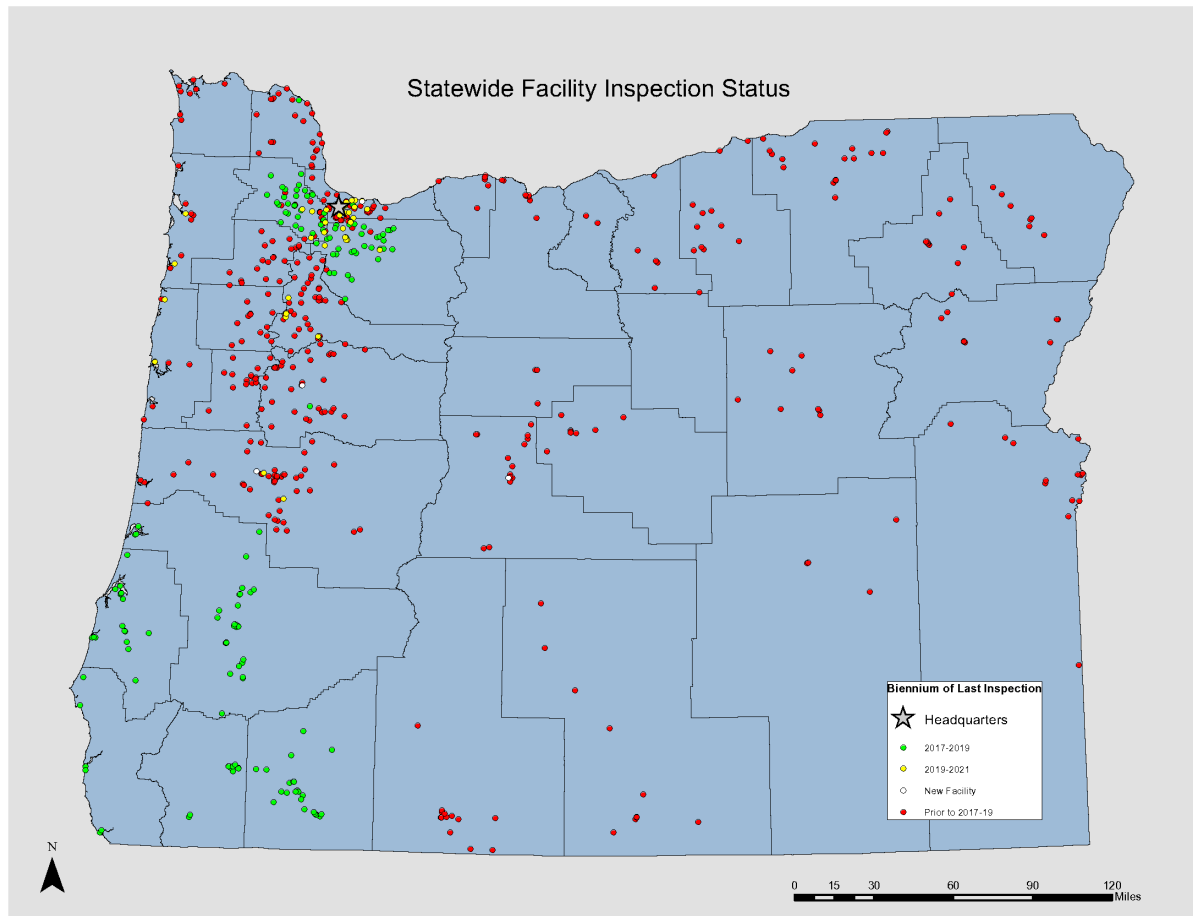 Statewide Facility Inspection Status
Biennium of Last Inspection
Headquarters
2017-2019
2019-2021
New Facility
Prior to 2017-19
N
0 15 30 60 90 120
Miles